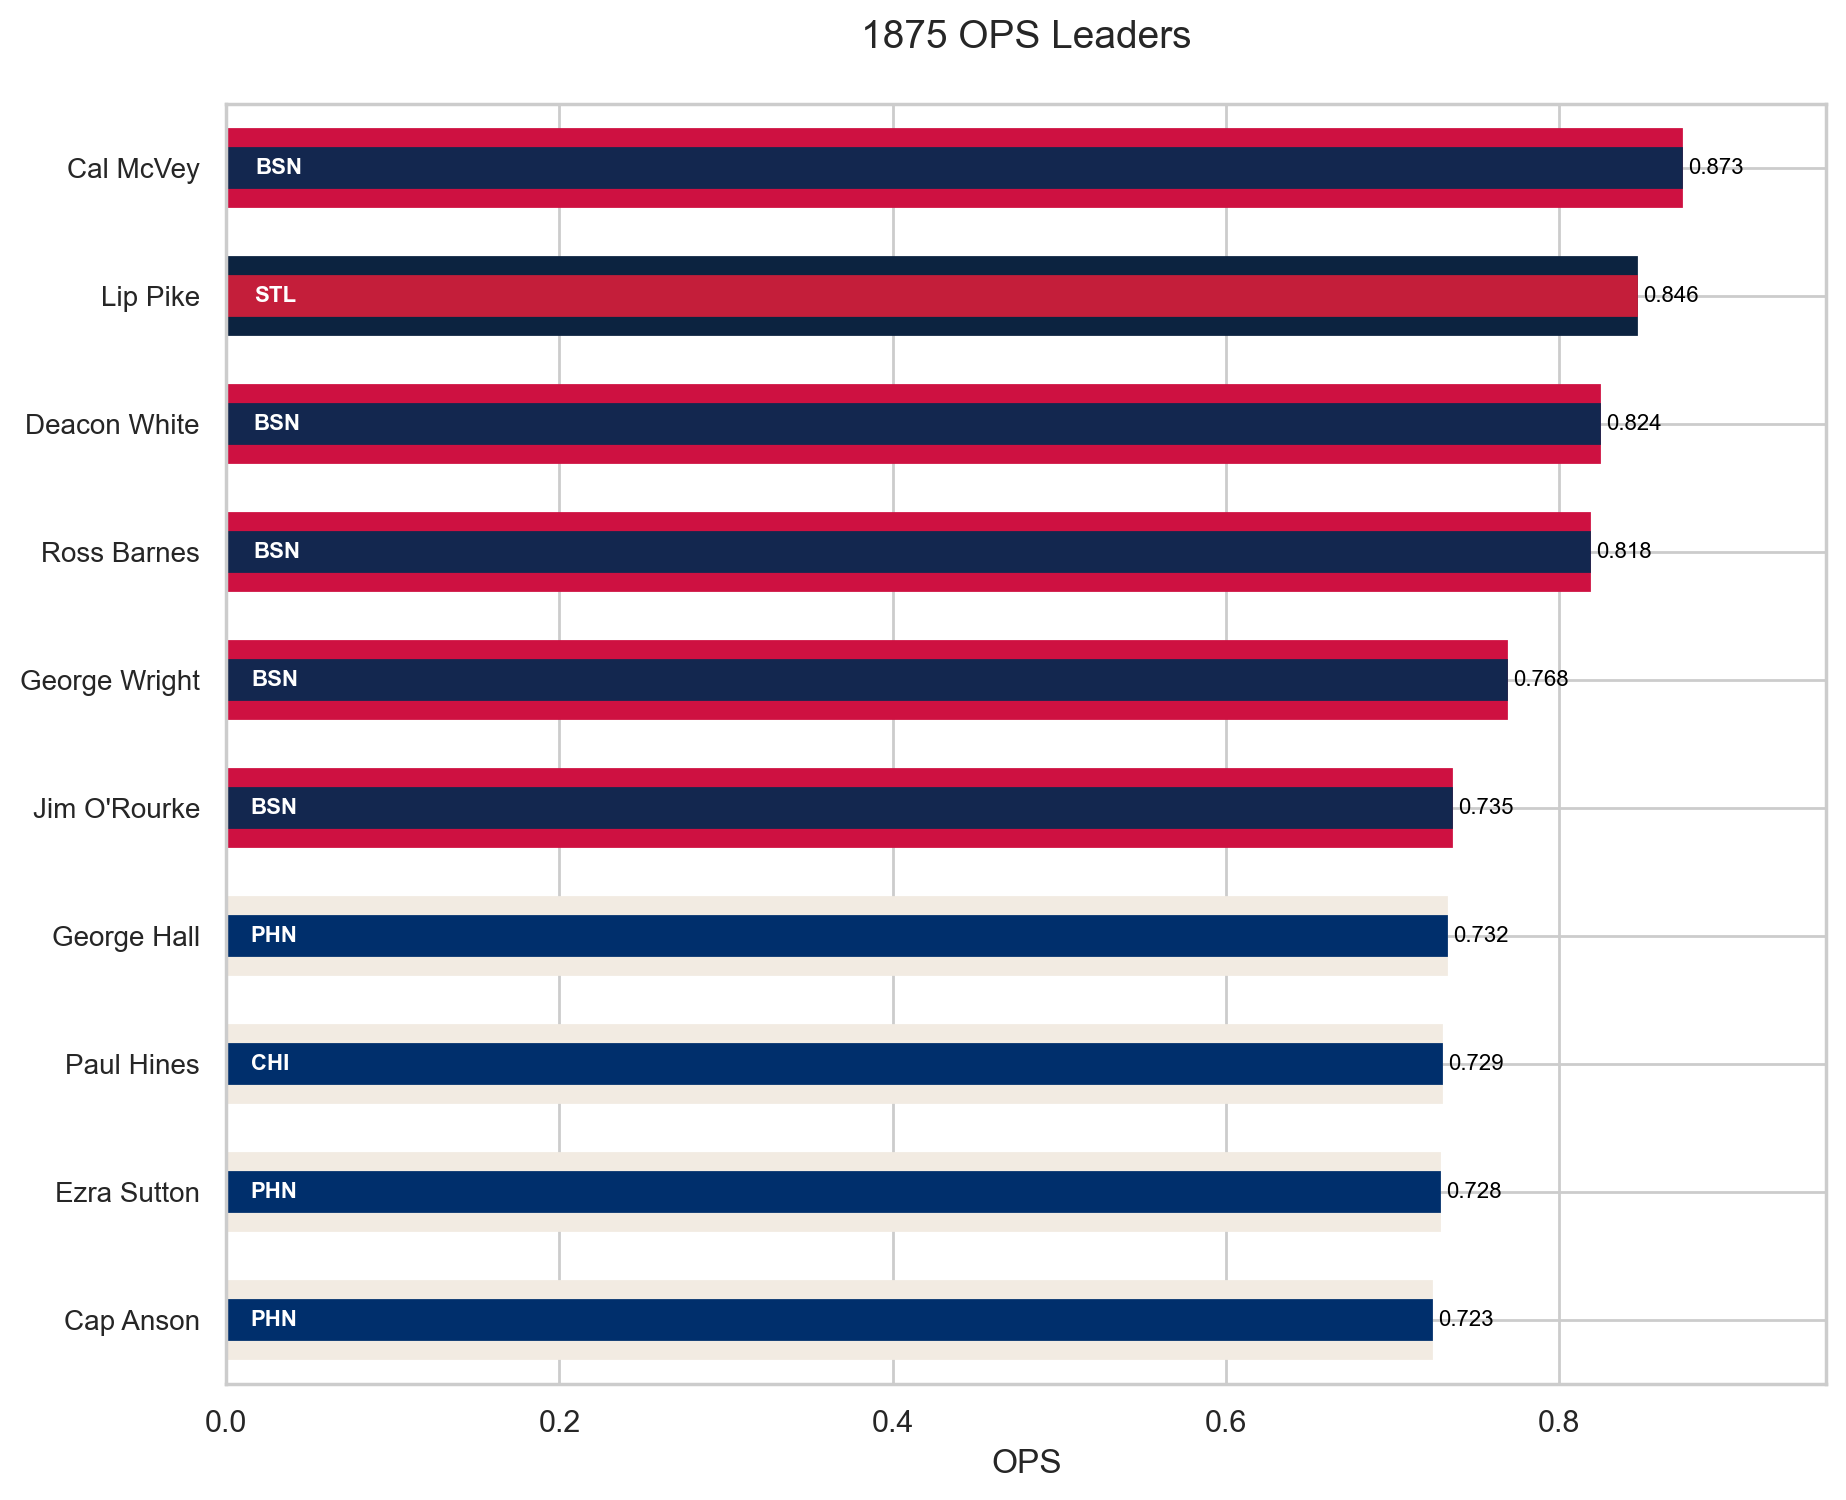 1875 OPS Leaders
Cal McVey BSN 0.873
Lip Pike STL 0.846
Deacon White BSN 0.824
Ross Barnes BSN 0.818
George Wright BSN 0.768
Jim O'Rourke BSN 0.735
George Hall PHN 0.732
Paul Hines CHI 0.729
Ezra Sutton PHN 0.728
Cap Anson PHN 0.723
0.0 0.2 0.4 0.6 0.8
OPS